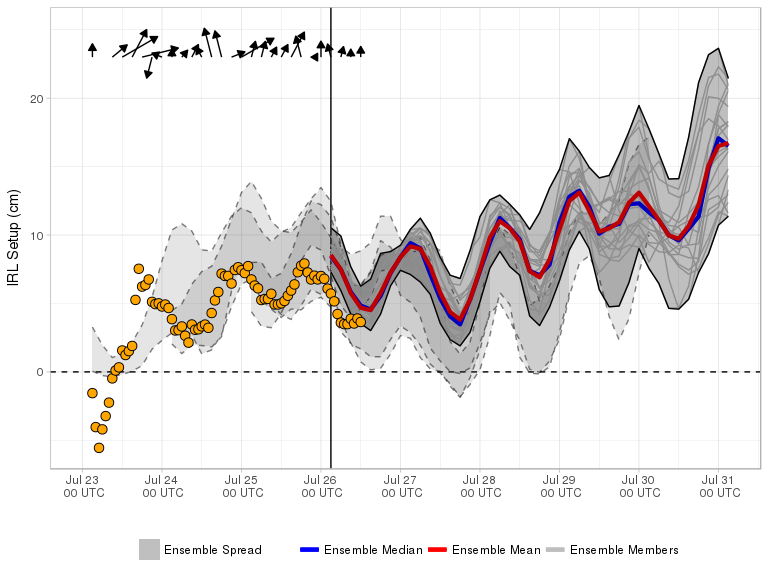 IRL Setup (cm)
20
10
0
Jul 23 Jul 24 Jul 25 Jul 26 Jul 27 Jul 28 Jul 29 Jul 30 Jul 31
00 UTC 00 UTC 00 UTC 00 UTC 00 UTC 00 UTC 00 UTC 00 UTC 00 UTC
Ensemble Spread Ensemble Median Ensemble Mean Ensemble Members